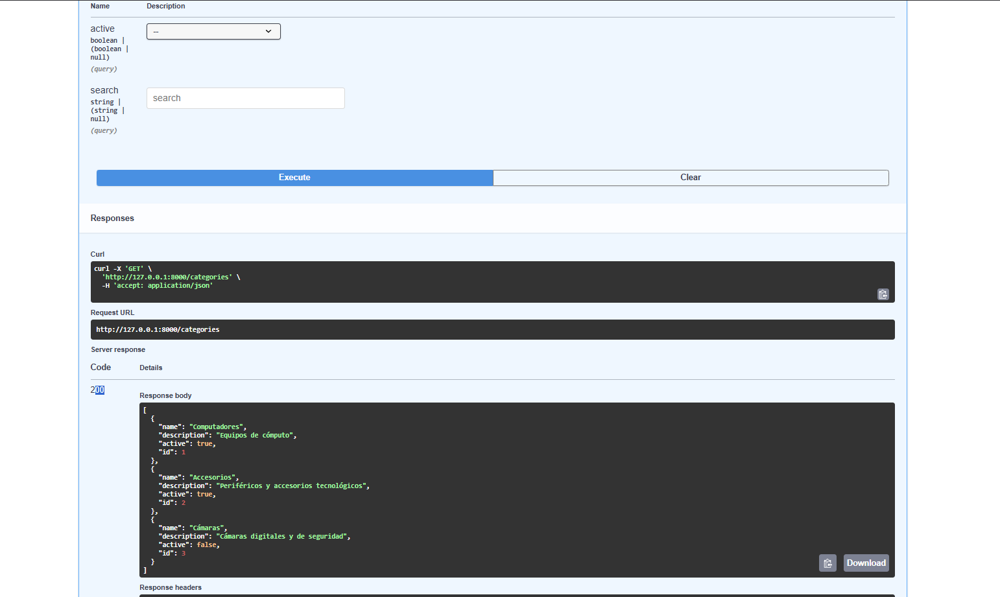 Name Description
active
--
boolean |
(boolean |
null)
(query)
search
search
string |
(string |
null)
(query)
Execute Clear
Responses
Curl
curl -X 'GET' \
  'http://127.0.0.1:8000/categories' \
  -H 'accept: application/json'
Request URL
http://127.0.0.1:8000/categories
Server response
Code Details
200
Response body
[
  {
    "name": "Computadores",
    "description": "Equipos de cómputo",
    "active": true,
    "id": 1
  },
  {
    "name": "Accesorios",
    "description": "Periféricos y accesorios tecnológicos",
    "active": true,
    "id": 2
  },
  {
    "name": "Cámaras",
    "description": "Cámaras digitales y de seguridad",
    "active": false,
    "id": 3
  }
]
Download
Response headers